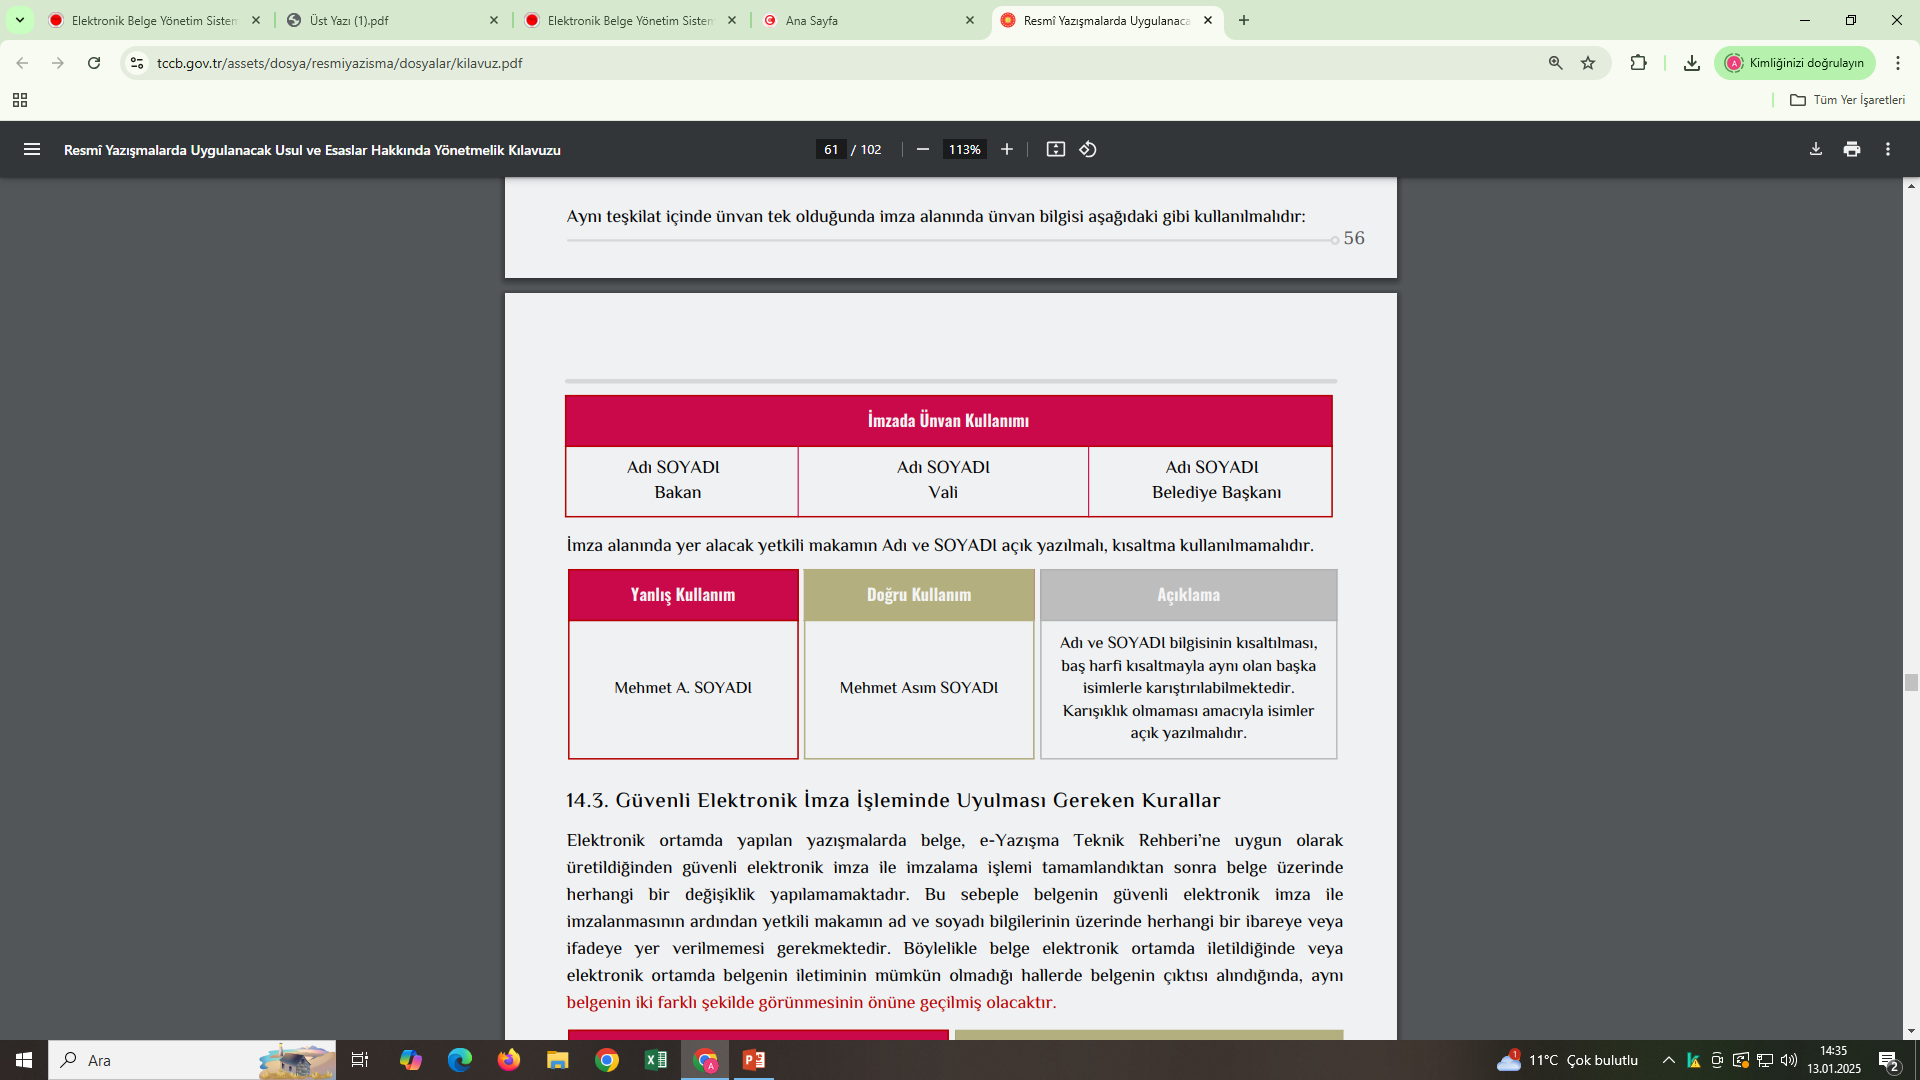 Elektronik Belge Yönetim Sistem
Üst Yazı (1).pdf
Elektronik Belge Yönetim Sistem
Ana Sayfa
Resmî Yazışmalarda Uygulanaca
tccb.gov.tr/assets/dosya/resmiyazisma/dosyalar/kilavuz.pdf
Kimliğinizi doğrulayın
Tüm Yer İşaretleri
Resmî Yazışmalarda Uygulanacak Usul ve Esaslar Hakkında Yönetmelik Kılavuzu
61 / 102
113%
Aynı teşkilat içinde ünvan tek olduğunda imza alanında ünvan bilgisi aşağıdaki gibi kullanılmalıdır:
56
İmzada Ünvan Kullanımı
Adı SOYADI
Bakan
Adı SOYADI
Vali
Adı SOYADI
Belediye Başkanı
İmza alanında yer alacak yetkili makamın Adı ve SOYADI açık yazılmalı, kısaltma kullanılmamalıdır.
Yanlış Kullanım
Doğru Kullanım
Açıklama
Mehmet A. SOYADI
Mehmet Asım SOYADI
Adı ve SOYADI bilgisinin kısaltılması,
baş harfi kısaltmayla aynı olan başka
isimlerle karıştırılabilmektedir.
Karışıklık olmaması amacıyla isimler
açık yazılmalıdır.
14.3. Güvenli Elektronik İmza İşleminde Uyulması Gereken Kurallar
Elektronik ortamda yapılan yazışmalarda belge, e-Yazışma Teknik Rehberi’ne uygun olarak
üretildiğinden güvenli elektronik imza ile imzalama işlemi tamamlandıktan sonra belge üzerinde
herhangi bir değişiklik yapılamamaktadır. Bu sebeple belgenin güvenli elektronik imza ile
imzalanmasının ardından yetkili makamın ad ve soyadı bilgilerinin üzerinde herhangi bir ibareye veya
ifadeye yer verilmemesi gerekmektedir. Böylelikle belge elektronik ortamda iletildiğinde veya
elektronik ortamda belgenin iletiminin mümkün olmadığı hallerde belgenin çıktısı alındığında, aynı
belgenin iki farklı şekilde görünmesinin önüne geçilmiş olacaktır.
Ara
1
11°C Çok bulutlu
14:35
13.01.2025
2